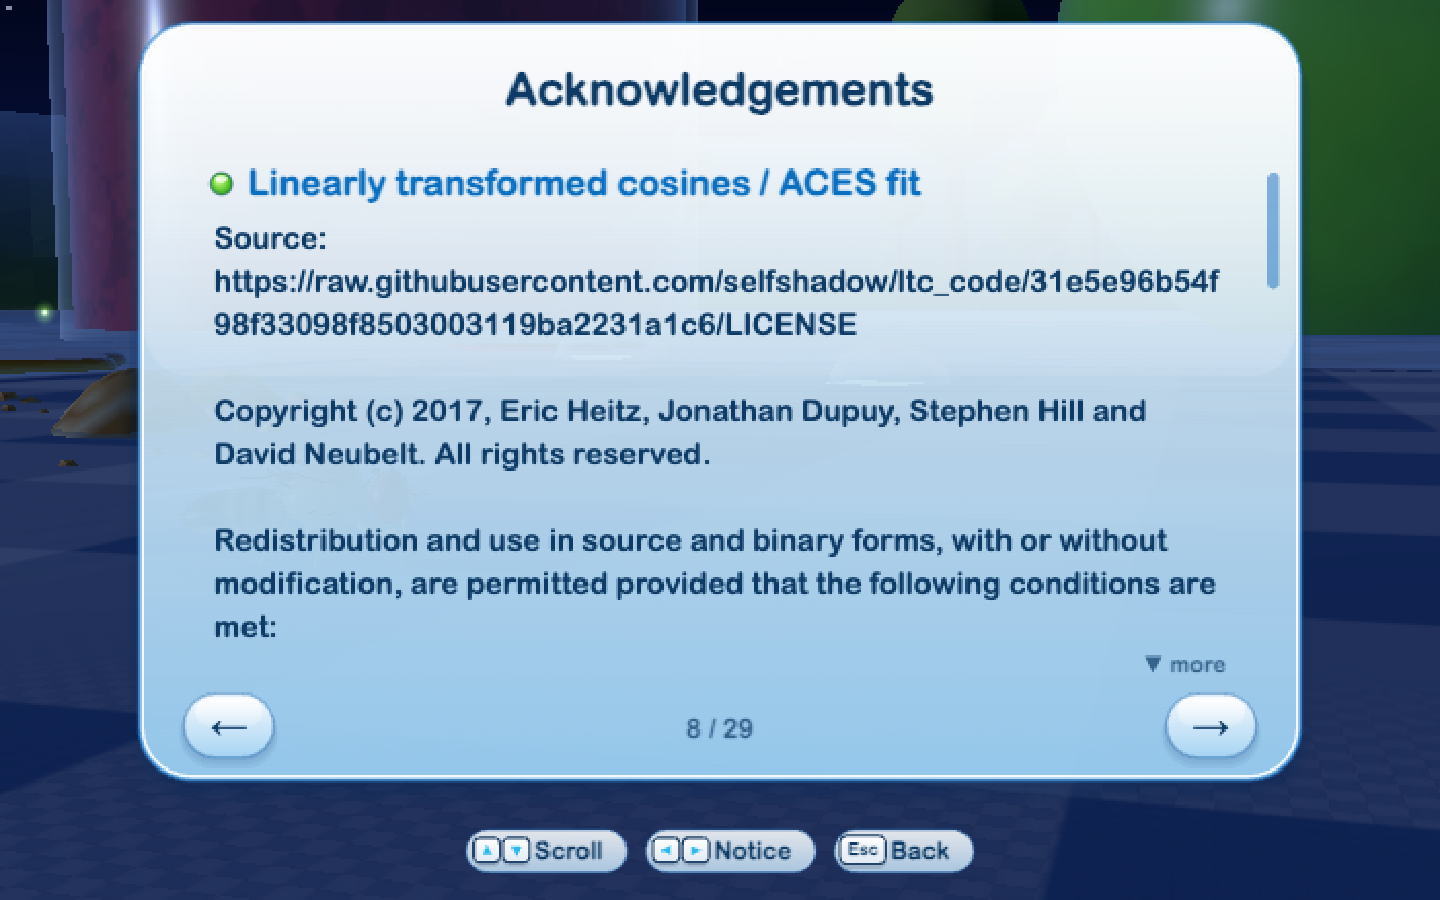 Acknowledgements
Linearly transformed cosines / ACES fit
Source:
https://raw.githubusercontent.com/selfshadow/ltc_code/31e5e96b54f
98f33098f8503003119ba2231a1c6/LICENSE
Copyright (c) 2017, Eric Heitz, Jonathan Dupuy, Stephen Hill and
David Neubelt. All rights reserved.
Redistribution and use in source and binary forms, with or without
modification, are permitted provided that the following conditions are
met:
▼ more
← 8 / 29 →
▲ ▼ Scroll ◄ ► Notice Esc Back